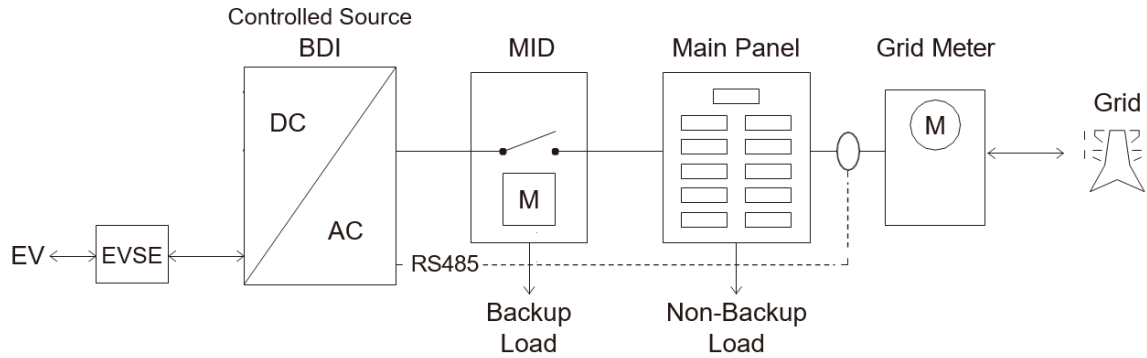 Controlled Source
BDI
MID
Main Panel
Grid Meter
Grid
DC
AC
M
M
EV
EVSE
RS485
Backup
Load
Non-Backup
Load